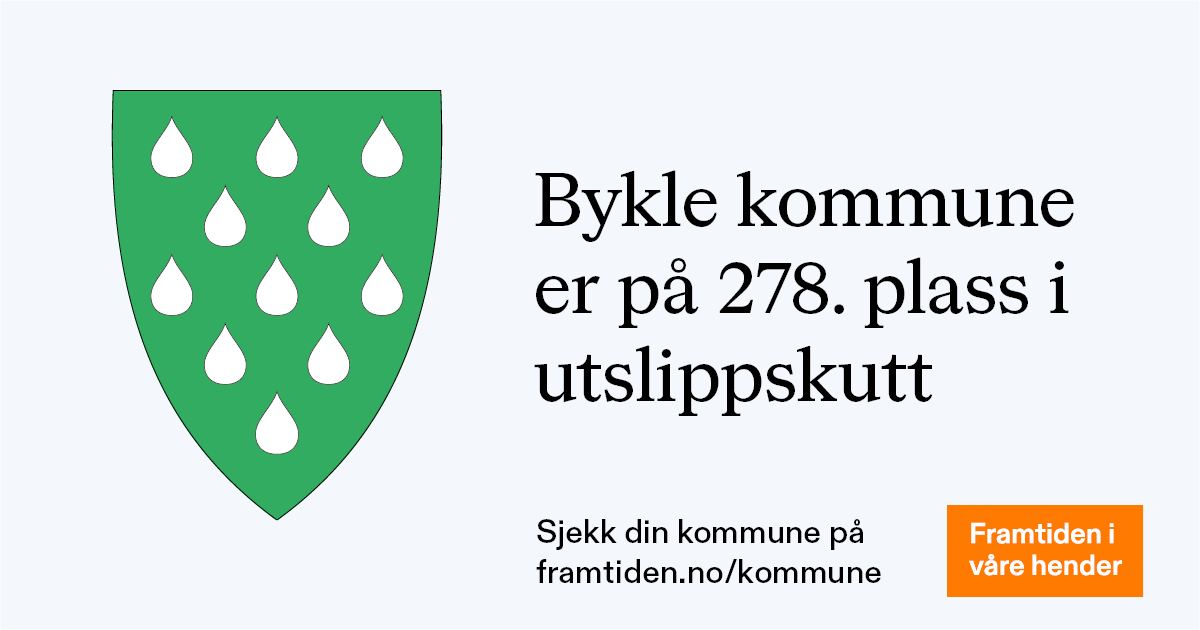 Bykle kommune
er på 278. plass i
utslippskutt
Sjekk din kommune på
framtiden.no/kommune
Framtiden i
våre hender